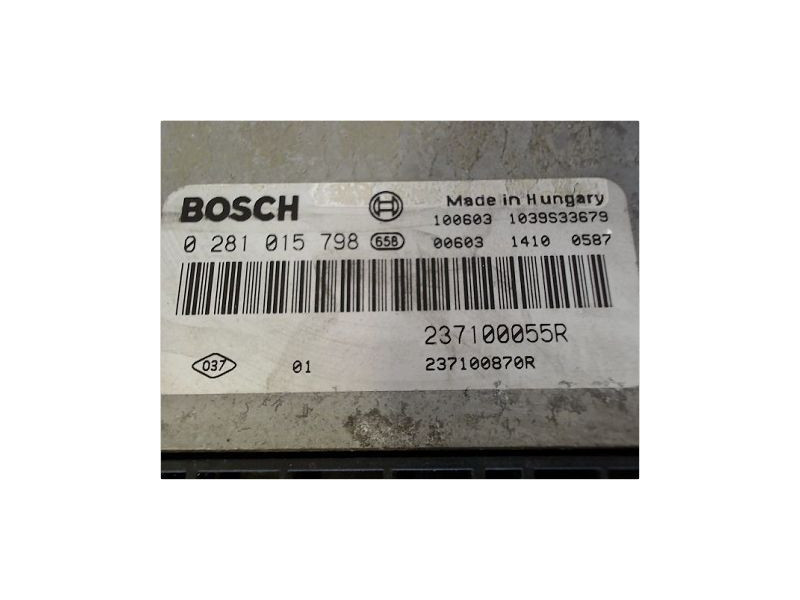 BOSCH Made in Hungary
100603 1039S33679
0 281 015 798 658 00603 1410 0587
237100055R
037 01 237100870R